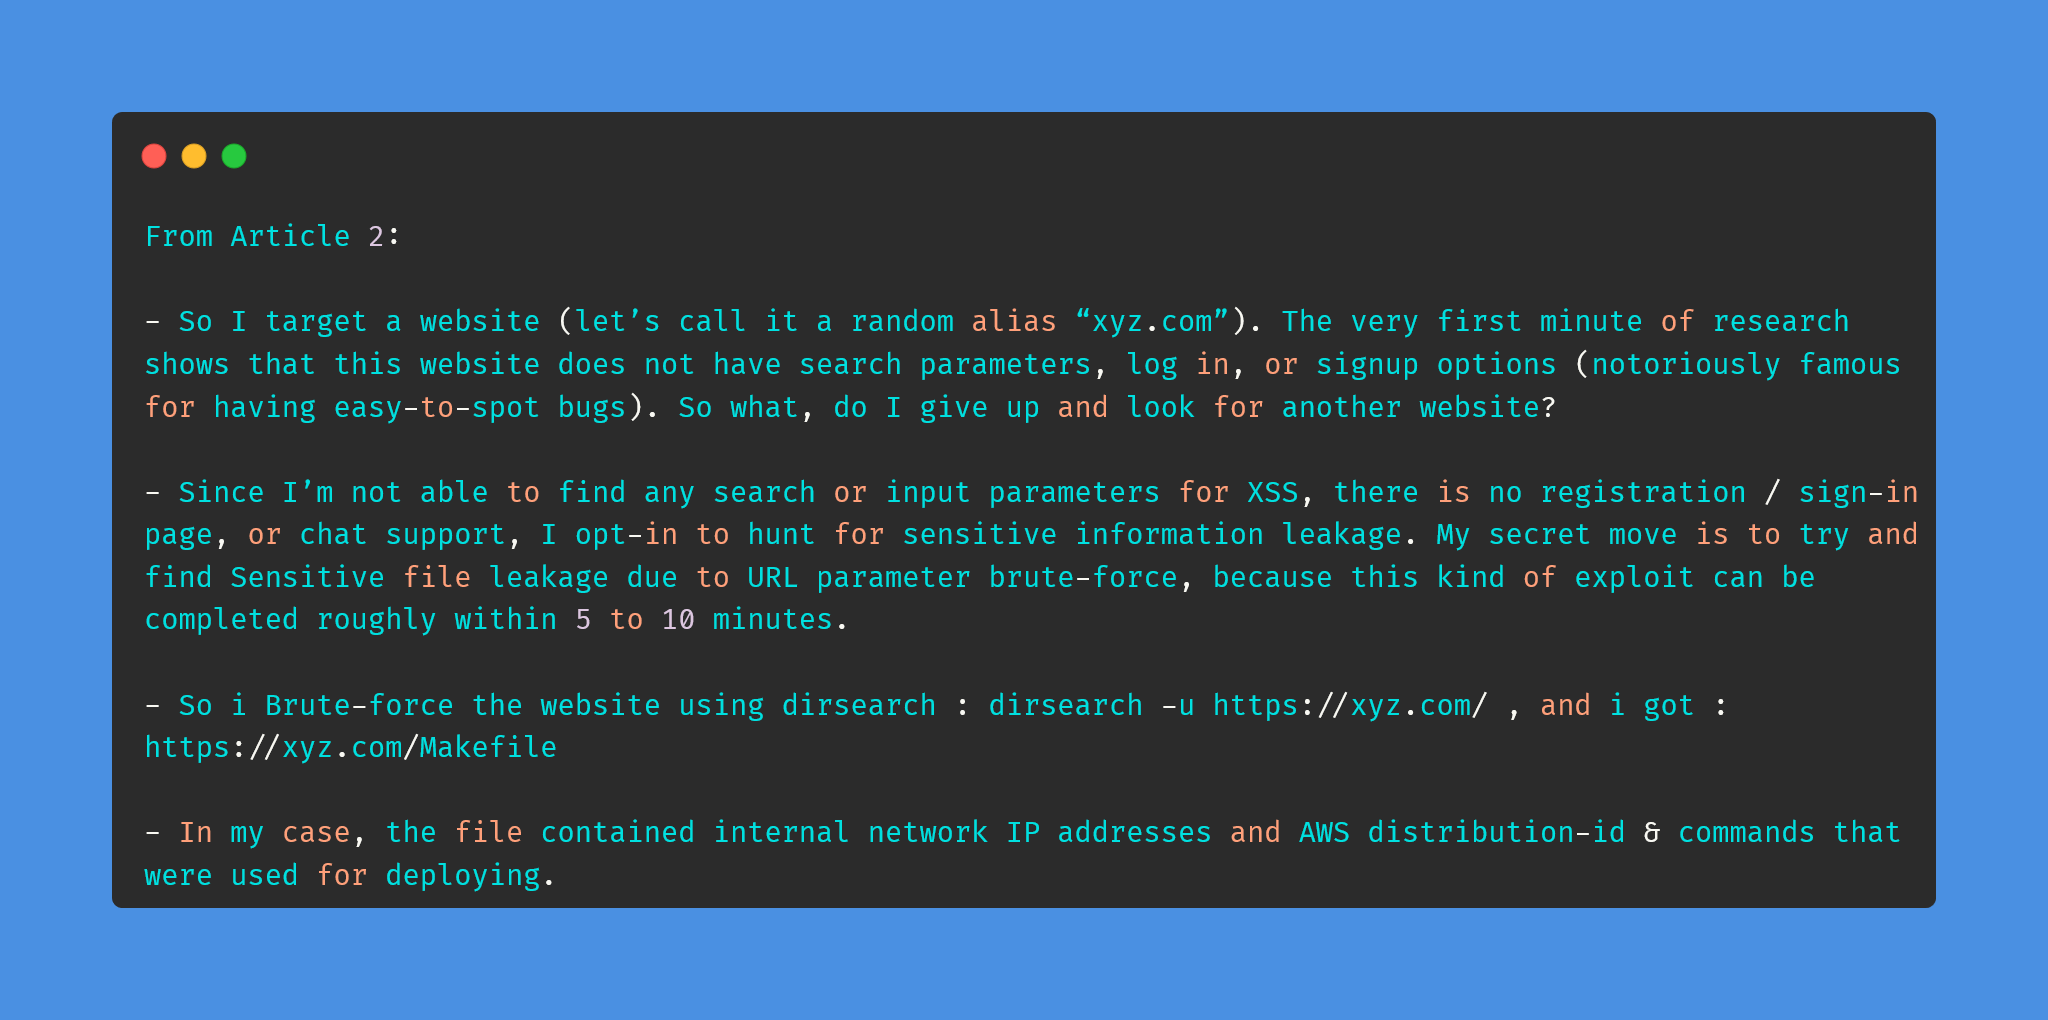 From Article 2:
- So I target a website (let’s call it a random alias “xyz.com”). The very first minute of research
shows that this website does not have search parameters, log in, or signup options (notoriously famous
for having easy-to-spot bugs). So what, do I give up and look for another website?
- Since I’m not able to find any search or input parameters for XSS, there is no registration / sign-in
page, or chat support, I opt-in to hunt for sensitive information leakage. My secret move is to try and
find Sensitive file leakage due to URL parameter brute-force, because this kind of exploit can be
completed roughly within 5 to 10 minutes.
- So i Brute-force the website using dirsearch : dirsearch -u https://xyz.com/ , and i got :
https://xyz.com/Makefile
- In my case, the file contained internal network IP addresses and AWS distribution-id & commands that
were used for deploying.